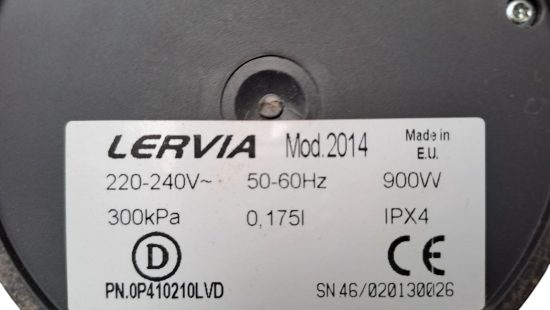 LERVIA Mod.2014 Made in E.U.
220-240V~ 50-60Hz 900W
300kPa 0,175l IPX4
D CE
PN.0P410210LVD SN 46/020130026